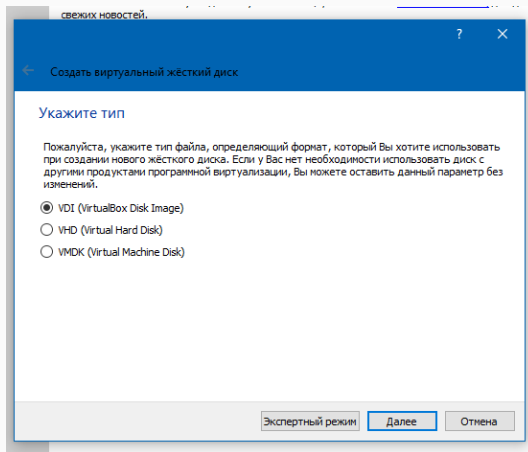 свежих новостей.
?
Создать виртуальный жёсткий диск
Укажите тип
Пожалуйста, укажите тип файла, определяющий формат, который Вы хотите использовать
при создании нового жёсткого диска. Если у Вас нет необходимости использовать диск с
другими продуктами программной виртуализации, Вы можете оставить данный параметр без
изменений.
VDI (VirtualBox Disk Image)
VHD (Virtual Hard Disk)
VMDK (Virtual Machine Disk)
Экспертный режим Далее Отмена